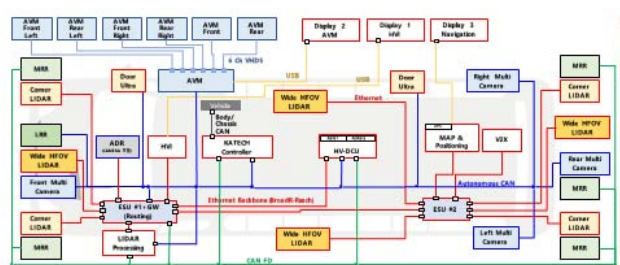 AVM
Front
Left
AVM
Rear
Left
AVM
Front
Right
AVM
Rear
Right
AVM
Front
AVM
Rear
Display 2
AVM
Display 1
HVI
Display 3
Navigation
6 Ch VHDS
USB
USB
MRR
Corner
LIDAR
Door
Ultra
AVM
Vehicle
Body/
Chassis
CAN
Wide HFOV
LIDAR
Ethernet
Door
Ultra
Right Multi
Camera
MRR
Corner
LIDAR
Wide HFOV
LIDAR
LRR
Wide HFOV
LIDAR
Front Multi
Camera
ADR
HVI
KATECH
Controller
HV-DCU
MAP &
Positioning
V2X
Rear Multi
Camera
MRR
Autonomous CAN
Ethernet Backbone (BroadR-Reach)
ESU #1+GW
(Routing)
ESU #2
Corner
LIDAR
MRR
LIDAR
Processing
Wide HFOV
LIDAR
Left Multi
Camera
Corner
LIDAR
MRR
CAN FD